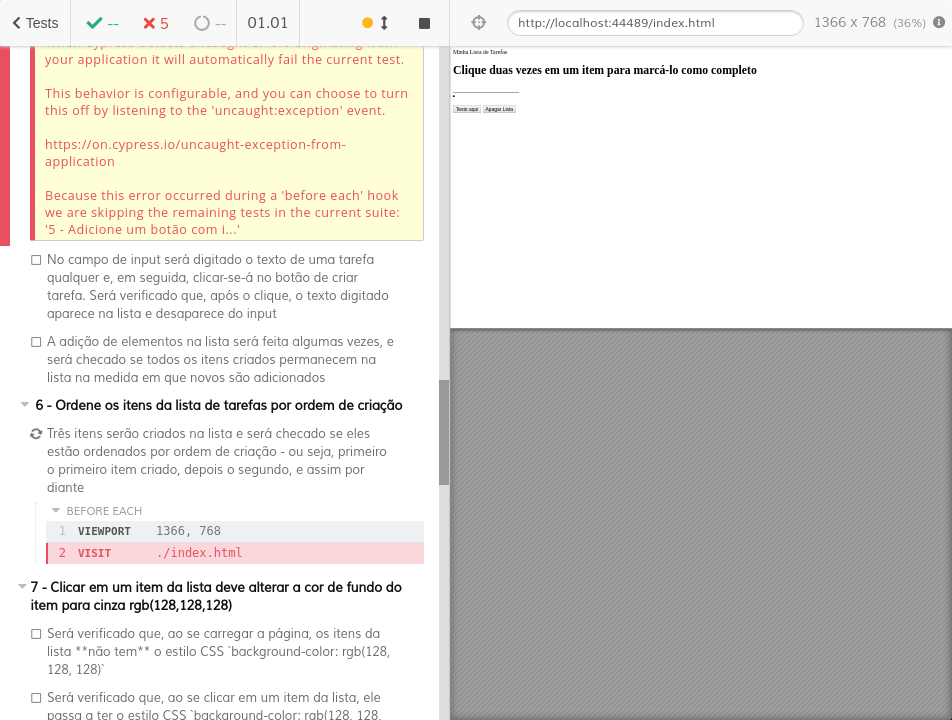 Tests
--
5
--
01.01
http://localhost:44489/index.html
1366 x 768 (36%)
your application it will automatically fail the current test.
This behavior is configurable, and you can choose to turn
this off by listening to the 'uncaught:exception' event.
https://on.cypress.io/uncaught-exception-from-
application
Because this error occurred during a 'before each' hook
we are skipping the remaining tests in the current suite:
'5 - Adicione um botão com i...'
No campo de input será digitado o texto de uma tarefa
qualquer e, em seguida, clicar-se-á no botão de criar
tarefa. Será verificado que, após o clique, o texto digitado
aparece na lista e desaparece do input
A adição de elementos na lista será feita algumas vezes, e
será checado se todos os itens criados permanecem na
lista na medida em que novos são adicionados
6 - Ordene os itens da lista de tarefas por ordem de criação
Três itens serão criados na lista e será checado se eles
estão ordenados por ordem de criação - ou seja, primeiro
o primeiro item criado, depois o segundo, e assim por
diante
BEFORE EACH
1 VIEWPORT 1366, 768
2 VISIT ./index.html
7 - Clicar em um item da lista deve alterar a cor de fundo do
item para cinza rgb(128,128,128)
Será verificado que, ao se carregar a página, os itens da
lista **não tem** o estilo CSS `background-color: rgb(128,
128, 128)`
Será verificado que, ao se clicar em um item da lista, ele
passa a ter o estilo CSS `background-color: rgb(128, 128,
Minha Lista de Tarefas
Clique duas vezes em um item para marcá-lo como completo
Texto aqui
Apagar Lista